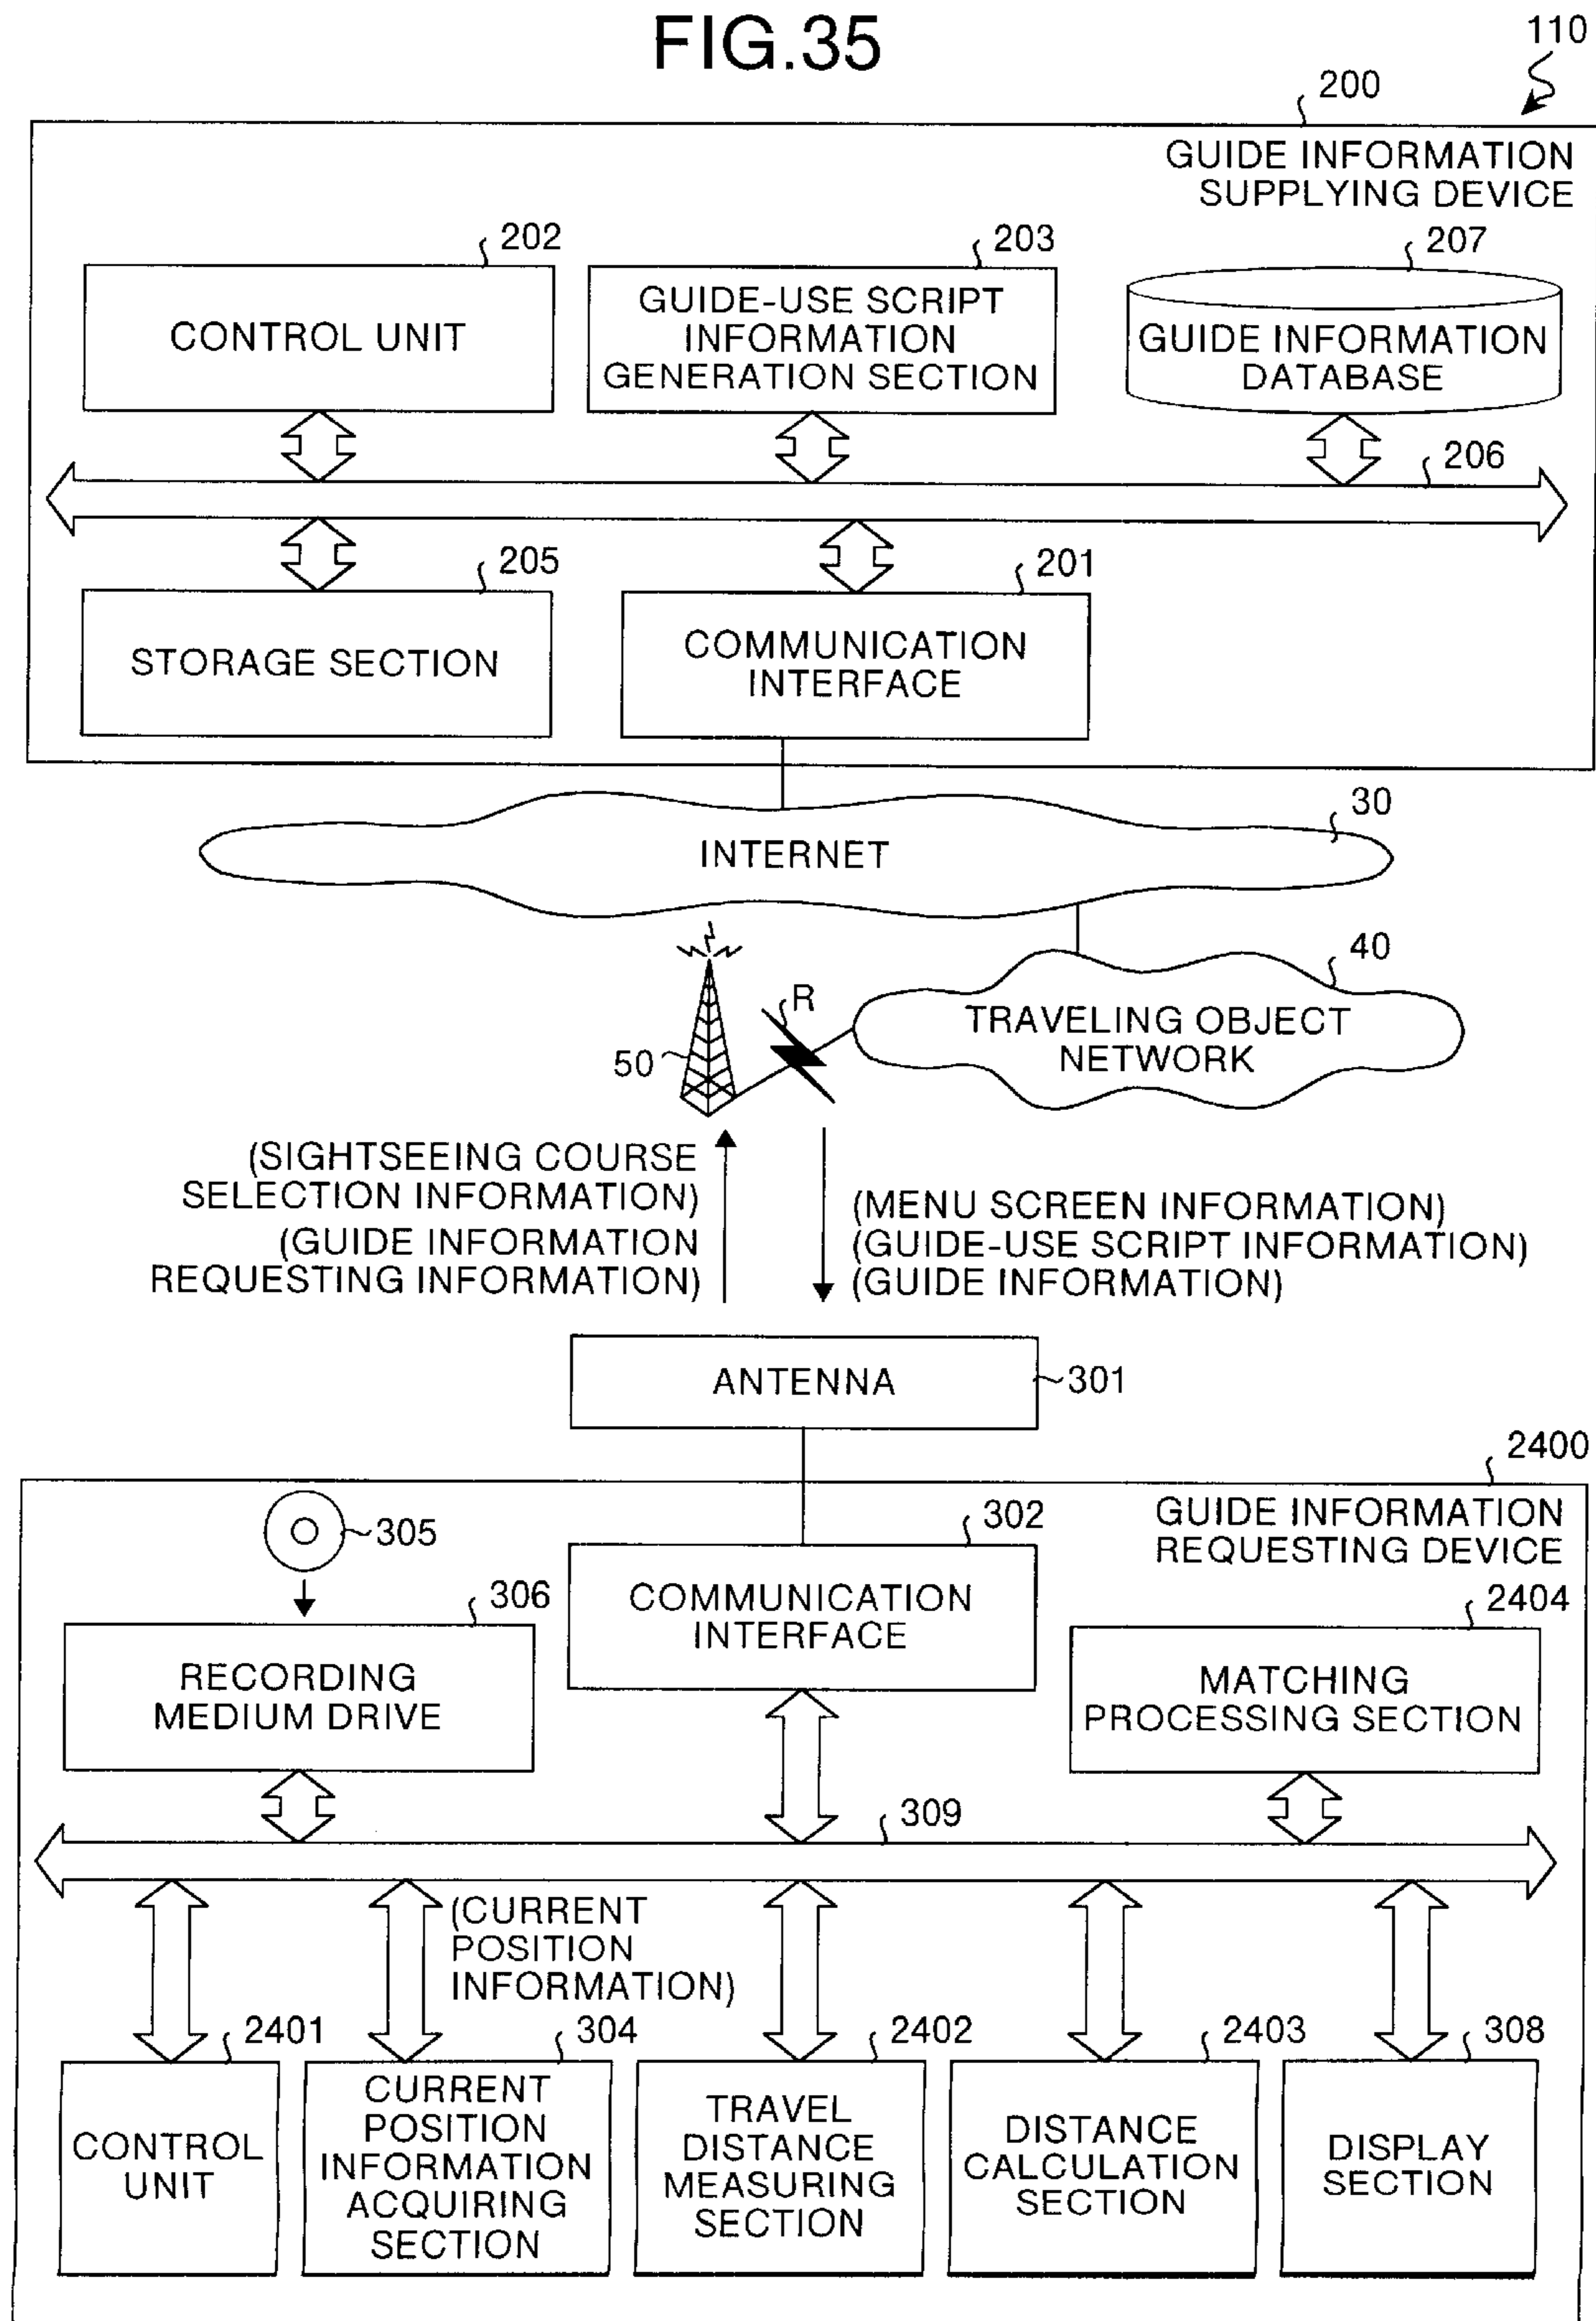 FIG.35
110
200
GUIDE INFORMATION
SUPPLYING DEVICE
202
203
207
CONTROL UNIT
GUIDE-USE SCRIPT
INFORMATION
GENERATION SECTION
GUIDE INFORMATION
DATABASE
206
205
201
STORAGE SECTION
COMMUNICATION
INTERFACE
30
INTERNET
40
R
TRAVELING OBJECT
NETWORK
50
(SIGHTSEEING COURSE
SELECTION INFORMATION)
(GUIDE INFORMATION
REQUESTING INFORMATION)
(MENU SCREEN INFORMATION)
(GUIDE-USE SCRIPT INFORMATION)
(GUIDE INFORMATION)
ANTENNA
301
2400
GUIDE INFORMATION
REQUESTING DEVICE
305
302
306
COMMUNICATION
INTERFACE
2404
RECORDING
MEDIUM DRIVE
MATCHING
PROCESSING SECTION
309
(CURRENT
POSITION
INFORMATION)
2401
304
2402
2403
308
CONTROL
UNIT
CURRENT
POSITION
INFORMATION
ACQUIRING
SECTION
TRAVEL
DISTANCE
MEASURING
SECTION
DISTANCE
CALCULATION
SECTION
DISPLAY
SECTION